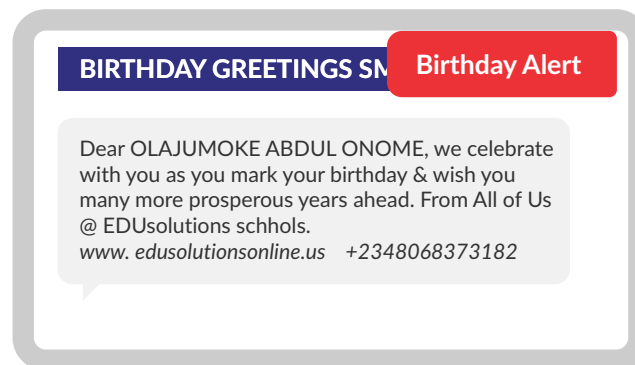 BIRTHDAY GREETINGS SM
Birthday Alert
Dear OLAJUMOKE ABDUL ONOME, we celebrate
with you as you mark your birthday & wish you
many more prosperous years ahead. From All of Us
@ EDUsolutions schhols.
www. edusolutionsonline.us +2348068373182